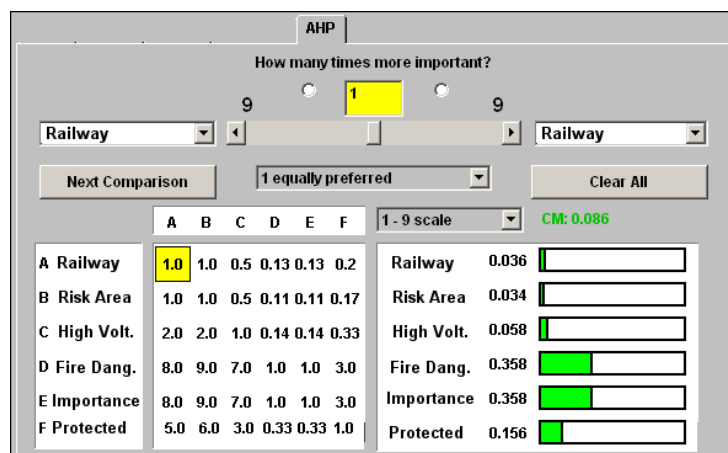 AHP
How many times more important?
9 1 9
Railway Railway
Next Comparison 1 equally preferred Clear All
A B C D E F 1 - 9 scale CM: 0.086
A Railway 1.0 1.0 0.5 0.13 0.13 0.2 Railway 0.036
B Risk Area 1.0 1.0 0.5 0.11 0.11 0.17 Risk Area 0.034
C High Volt. 2.0 2.0 1.0 0.14 0.14 0.33 High Volt. 0.058
D Fire Dang. 8.0 9.0 7.0 1.0 1.0 3.0 Fire Dang. 0.358
E Importance 8.0 9.0 7.0 1.0 1.0 3.0 Importance 0.358
F Protected 5.0 6.0 3.0 0.33 0.33 1.0 Protected 0.156